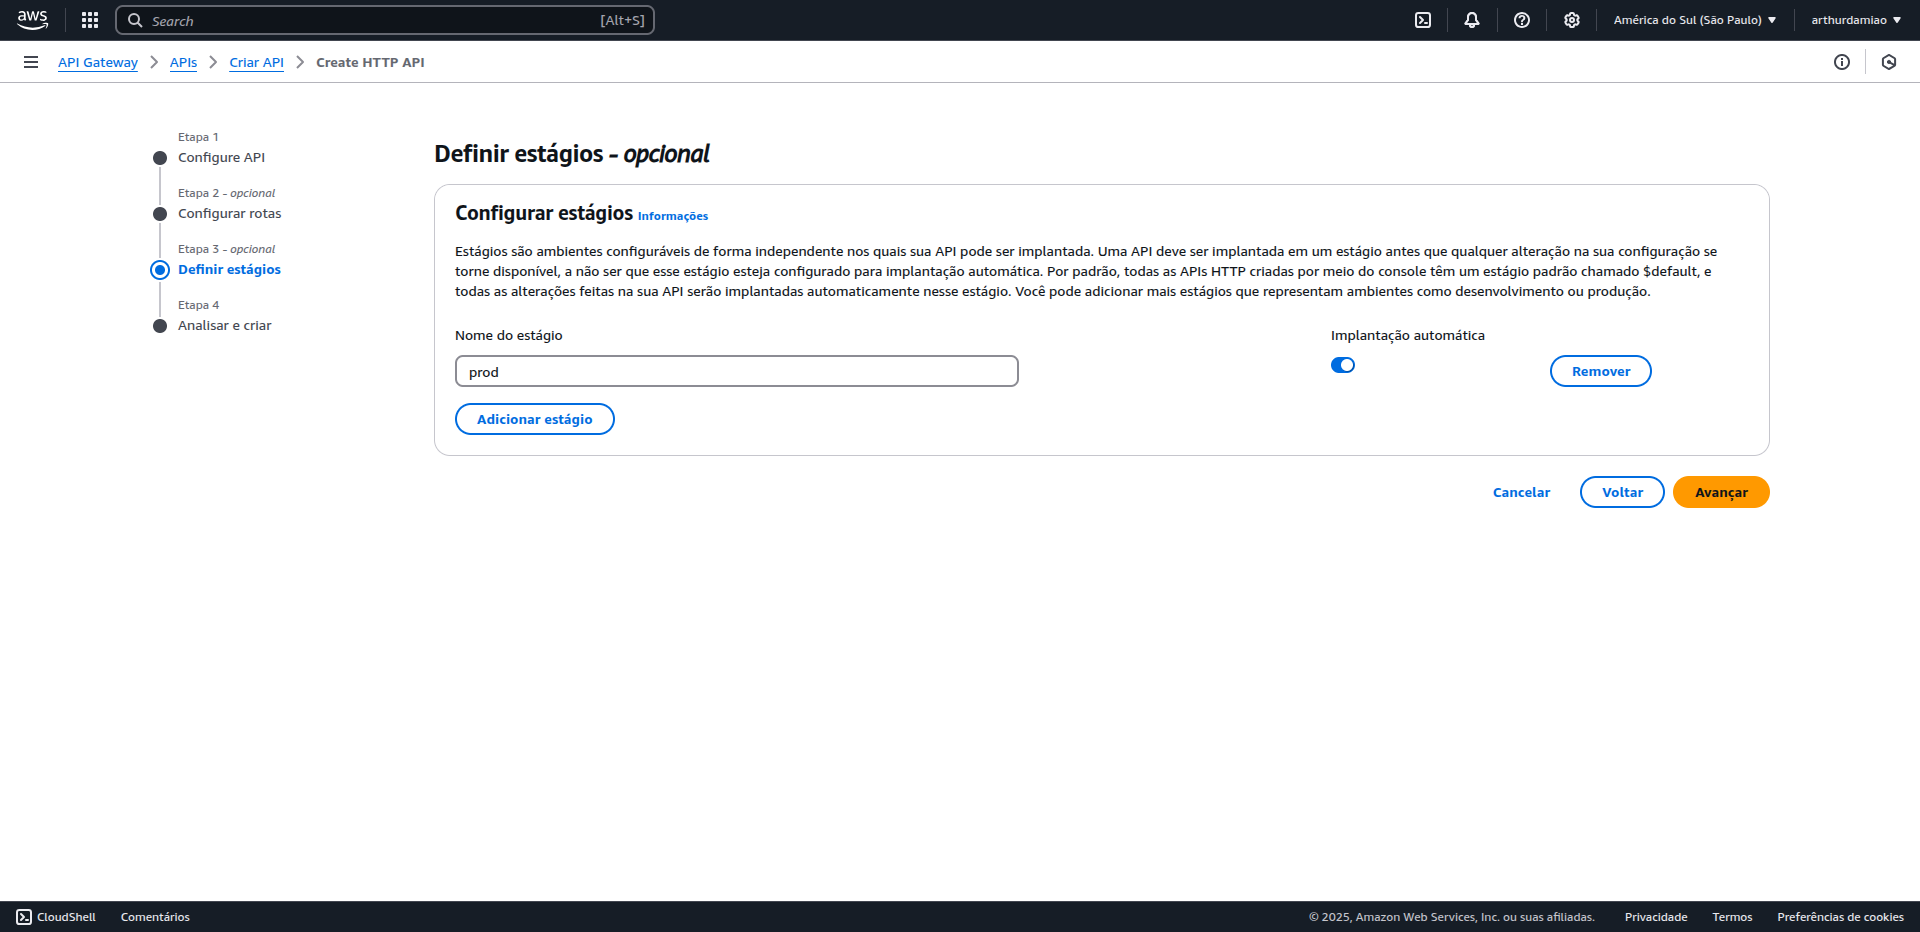 aws
Search
[Alt+S]
América do Sul (São Paulo)
arthurdamiao
API Gateway
APIs
Criar API
Create HTTP API
Etapa 1
Configure API
Etapa 2 - opcional
Configurar rotas
Etapa 3 - opcional
Definir estágios
Etapa 4
Analisar e criar
Definir estágios - opcional
Configurar estágios Informações
Estágios são ambientes configuráveis de forma independente nos quais sua API pode ser implantada. Uma API deve ser implantada em um estágio antes que qualquer alteração na sua configuração se
torne disponível, a não ser que esse estágio esteja configurado para implantação automática. Por padrão, todas as APIs HTTP criadas por meio do console têm um estágio padrão chamado $default, e
todas as alterações feitas na sua API serão implantadas automaticamente nesse estágio. Você pode adicionar mais estágios que representam ambientes como desenvolvimento ou produção.
Nome do estágio
Implantação automática
prod
Remover
Adicionar estágio
Cancelar
Voltar
Avançar
CloudShell
Comentários
© 2025, Amazon Web Services, Inc. ou suas afiliadas.
Privacidade
Termos
Preferências de cookies